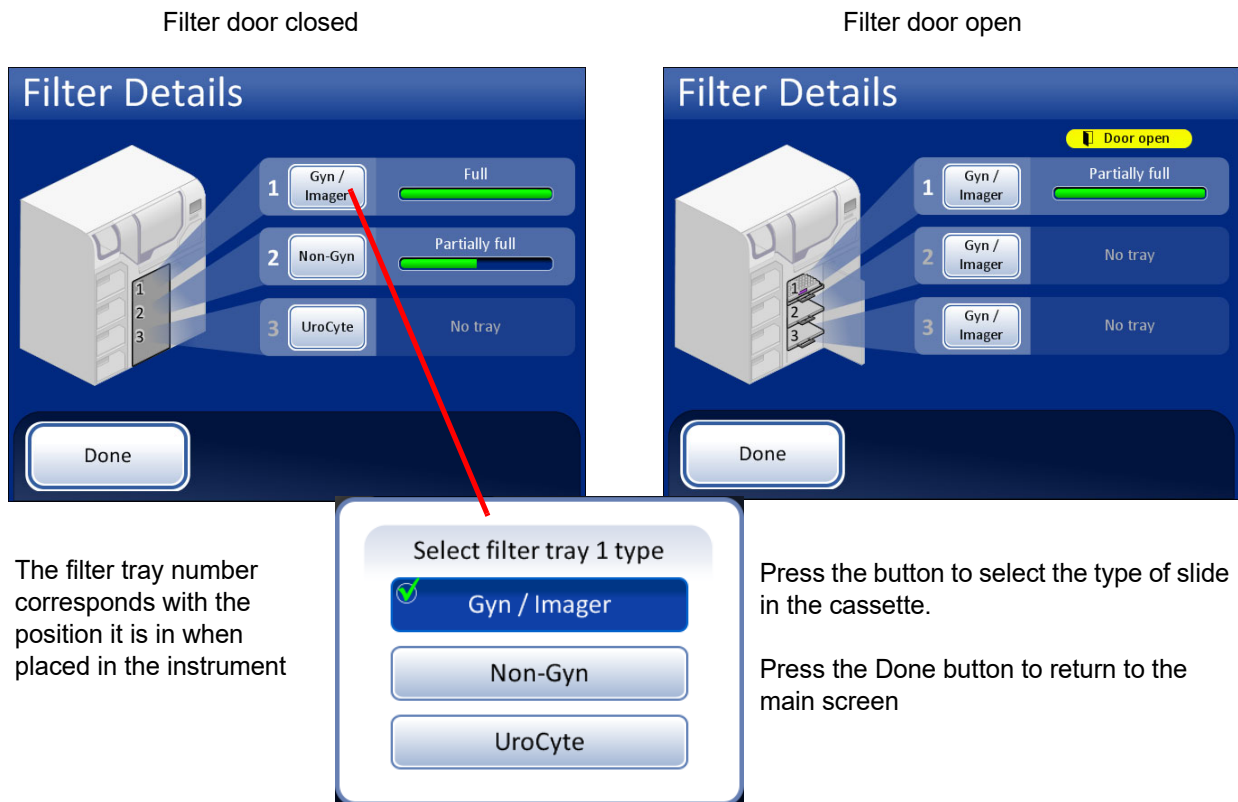 Filter door closed
Filter door open
Filter Details
1
Gyn /
Imager
Full
2
Non-Gyn
Partially full
3
UroCyte
No tray
1
2
3
Done
Filter Details
Door open
1
Gyn /
Imager
Partially full
2
Gyn /
Imager
No tray
3
Gyn /
Imager
No tray
1
2
3
Done
The filter tray number
corresponds with the
position it is in when
placed in the instrument
Select filter tray 1 type
Gyn / Imager
Non-Gyn
UroCyte
Press the button to select the type of slide
in the cassette.
Press the Done button to return to the
main screen